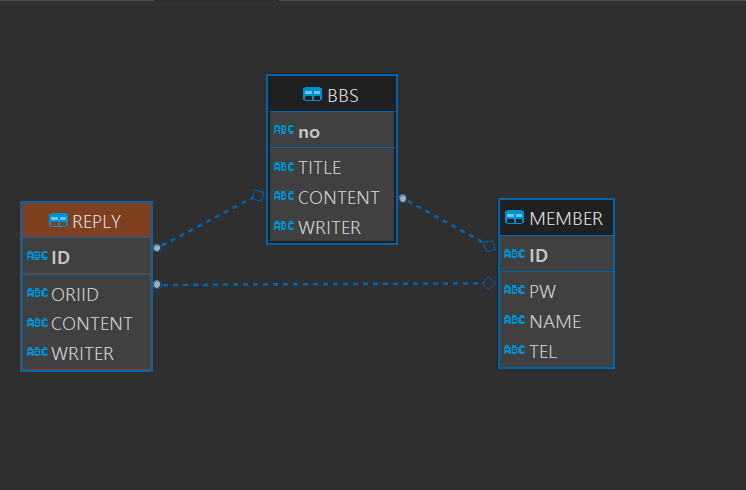 BBS
ABC no
ABC TITLE
ABC CONTENT
ABC WRITER
REPLY
ABC ID
ABC ORIID
ABC CONTENT
ABC WRITER
MEMBER
ABC ID
ABC PW
ABC NAME
ABC TEL